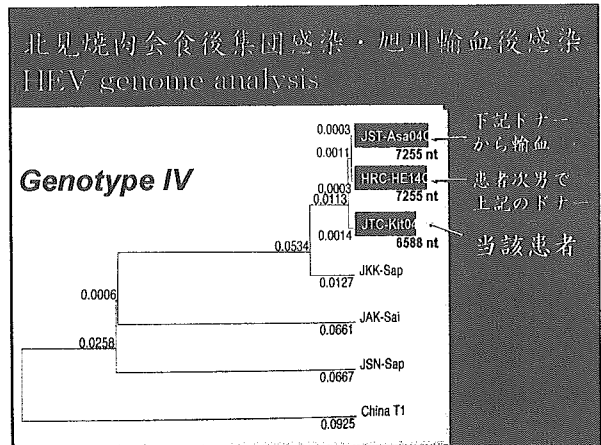 北見焼肉会食後集団感染・旭川輸血後感染
HEV genome analysis
Genotype IV
0.0003
JST-Asa04C
7255 nt
下記ドナー
から輸血
0.0011
HRC-HE14C
7255 nt
患者次男で
上記のドナー
0.0003
0.0113
JTC-Kit04
6588 nt
当該患者
0.0014
0.0534
JKK-Sap
0.0127
0.0006
JAK-Sai
0.0661
0.0258
JSN-Sap
0.0667
China T1
0.0925